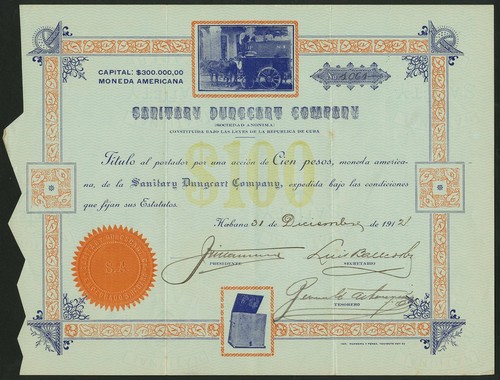 CAPITAL: $300.000,00
MONEDA AMERICANA
1061
SANITARY DUNGCART COMPANY
(SOCIEDAD ANONIMA)
CONSTITUIDA BAJO LAS LEYES DE LA REPUBLICA DE CUBA
$100
Título al portador por una acción de Cien pesos, moneda america-
na, de la Sanitary Dungcart Company, expedida bajo las condiciones
que fijan sus Estatutos.
Habana 31 de Diciembre de 1912
PRESIDENTE
SECRETARIO
TESORERO
S.A.